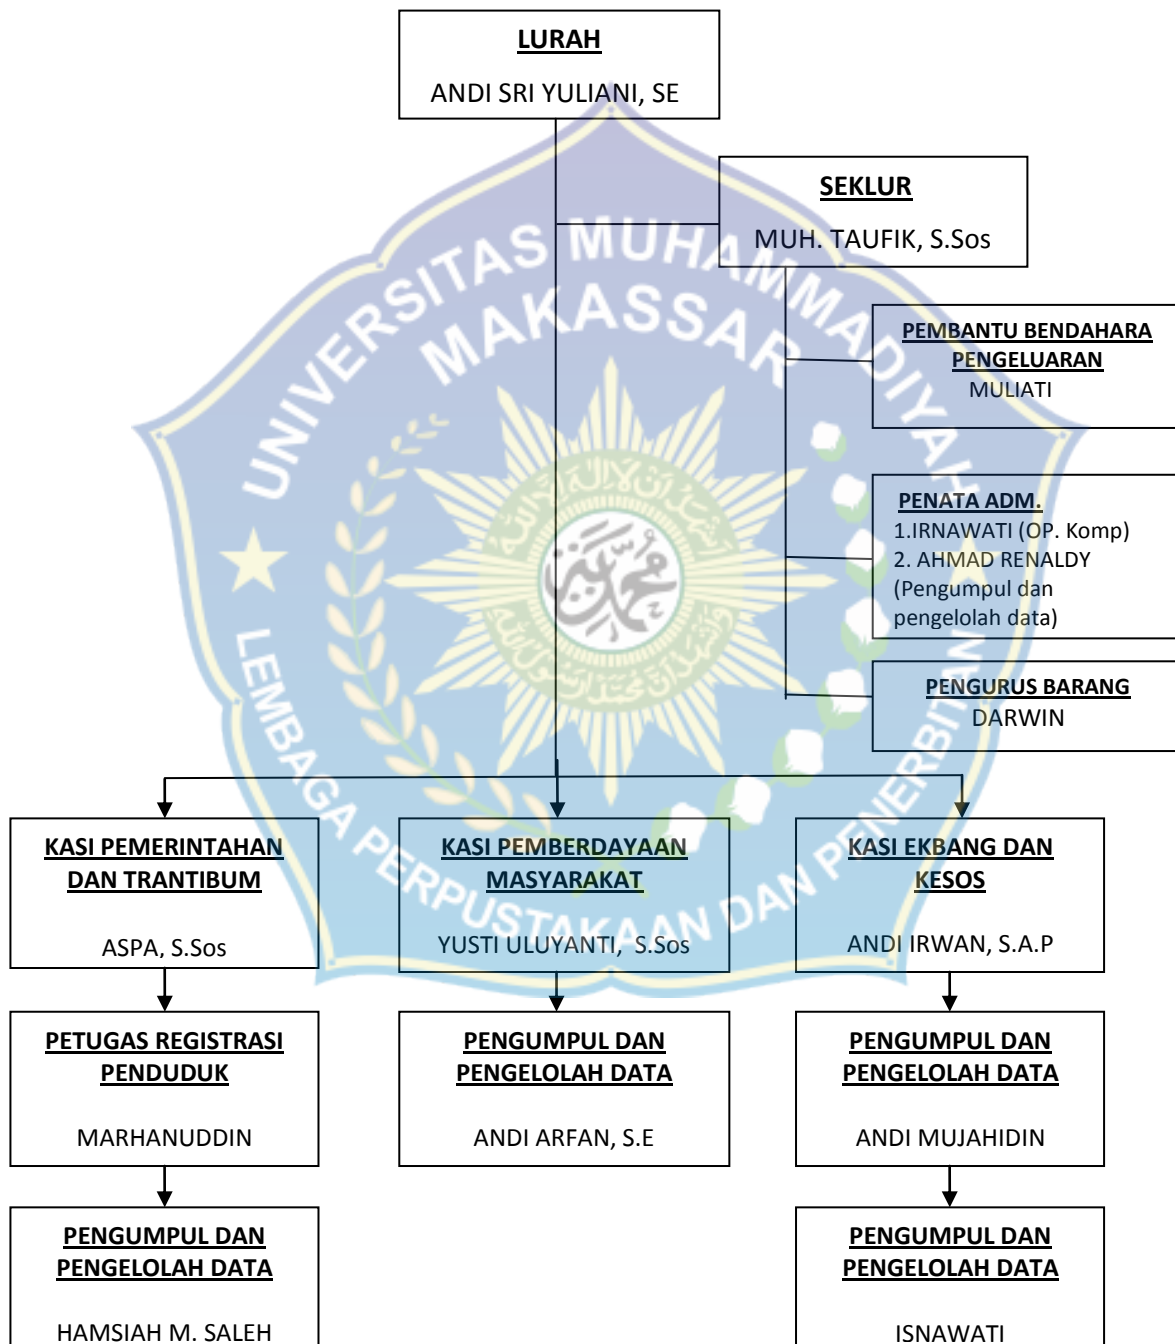 LURAH
ANDI SRI YULIANI, SE
SEKLUR
MUH. TAUFIK, S.Sos
PEMBANTU BENDAHARA
PENGELUARAN
MULIATI
PENATA ADM.
1.IRNAWATI (OP. Komp)
2. AHMAD RENALDY
(Pengumpul dan
pengelolah data)
PENGURUS BARANG
DARWIN
KASI PEMERINTAHAN
DAN TRANTIBUM
ASPA, S.Sos
KASI PEMBERDAYAAN
MASYARAKAT
YUSTI ULUYANTI, S.Sos
KASI EKBANG DAN
KESOS
ANDI IRWAN, S.A.P
PETUGAS REGISTRASI
PENDUDUK
MARHANUDDIN
PENGUMPUL DAN
PENGELOLAH DATA
ANDI ARFAN, S.E
PENGUMPUL DAN
PENGELOLAH DATA
ANDI MUJAHIDIN
PENGUMPUL DAN
PENGELOLAH DATA
HAMSIAH M. SALEH
PENGUMPUL DAN
PENGELOLAH DATA
ISNAWATI
UNIVERSITAS MUHAMMADIYAH
MAKASSAR
LEMBAGA PERPUSTAKAAN DAN PENERBITAN